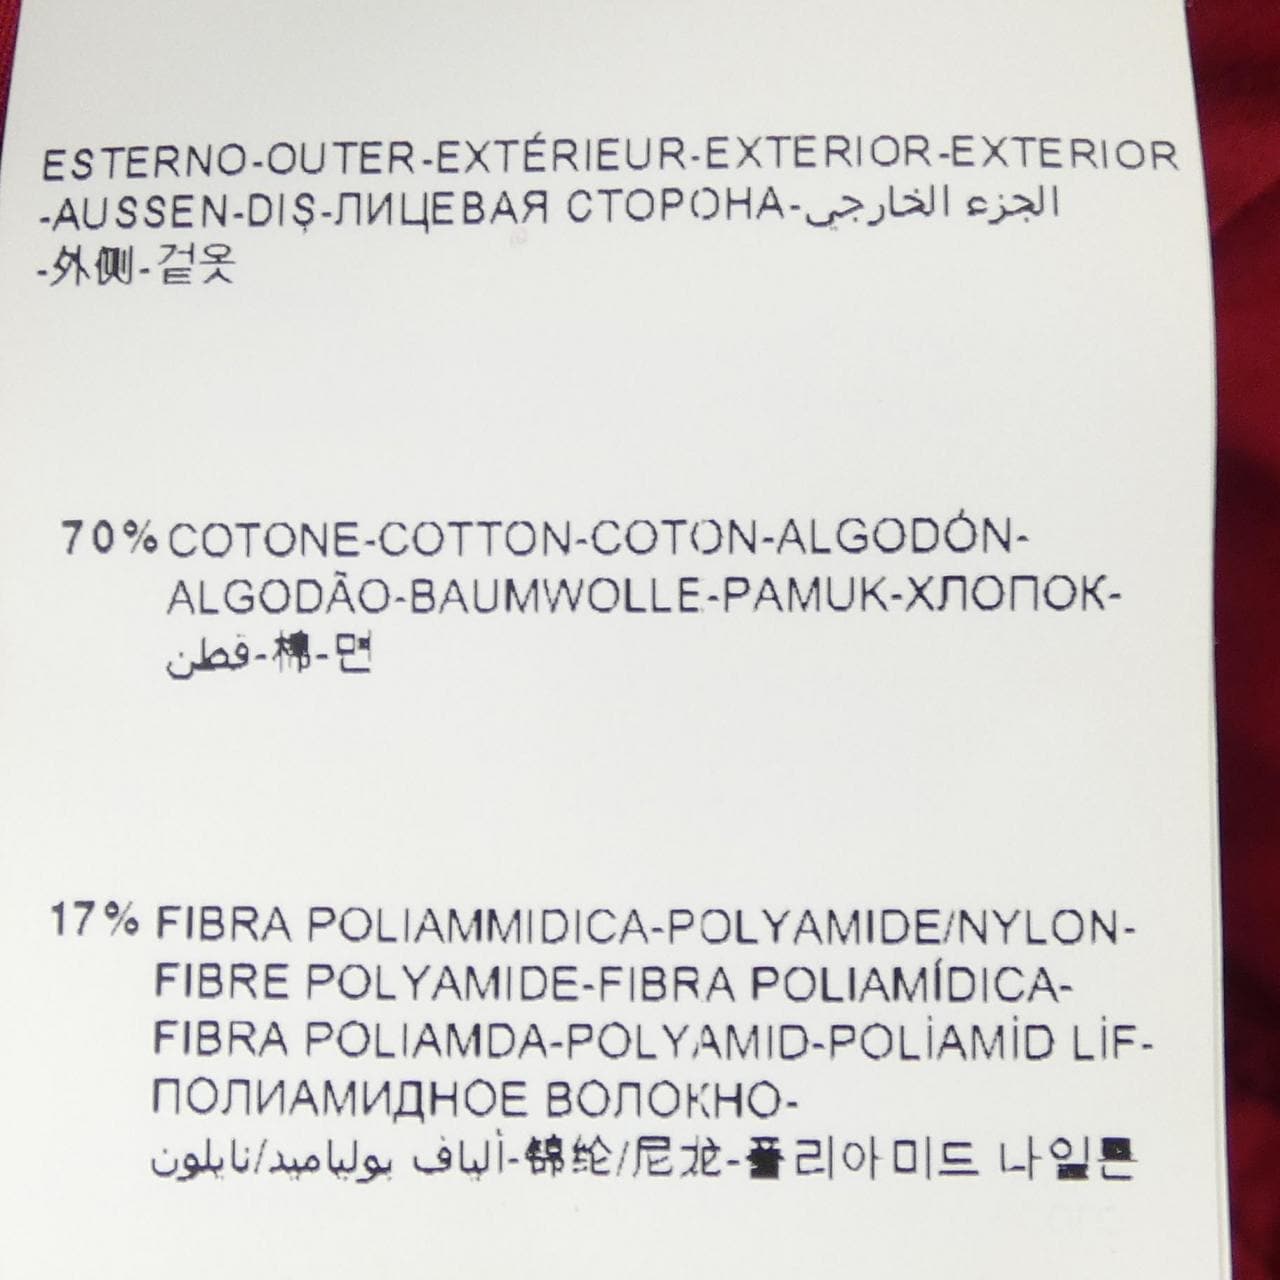 ESTERNO-OUTER-EXTÉRIEUR-EXTERIOR-EXTERIOR
-AUSSEN-DIŞ-ЛИЦЕВАЯ СТОРОНА-الجزء الخارجي
-外侧-겉옷
70% COTONE-COTTON-COTON-ALGODÓN-
ALGODÃO-BAUMWOLLE-PAMUK-ХЛОПОК-
قطن-棉-면
17% FIBRA POLIAMMIDICA-POLYAMIDE/NYLON-
FIBRE POLYAMIDE-FIBRA POLIAMÍDICA-
FIBRA POLIAMDA-POLYAMID-POLİAMİD LİF-
ПОЛИАМИДНОЕ ВОЛОКНО-
ألياف بولياميد/نايلون-锦纶/尼龙-폴리아미드 나일론